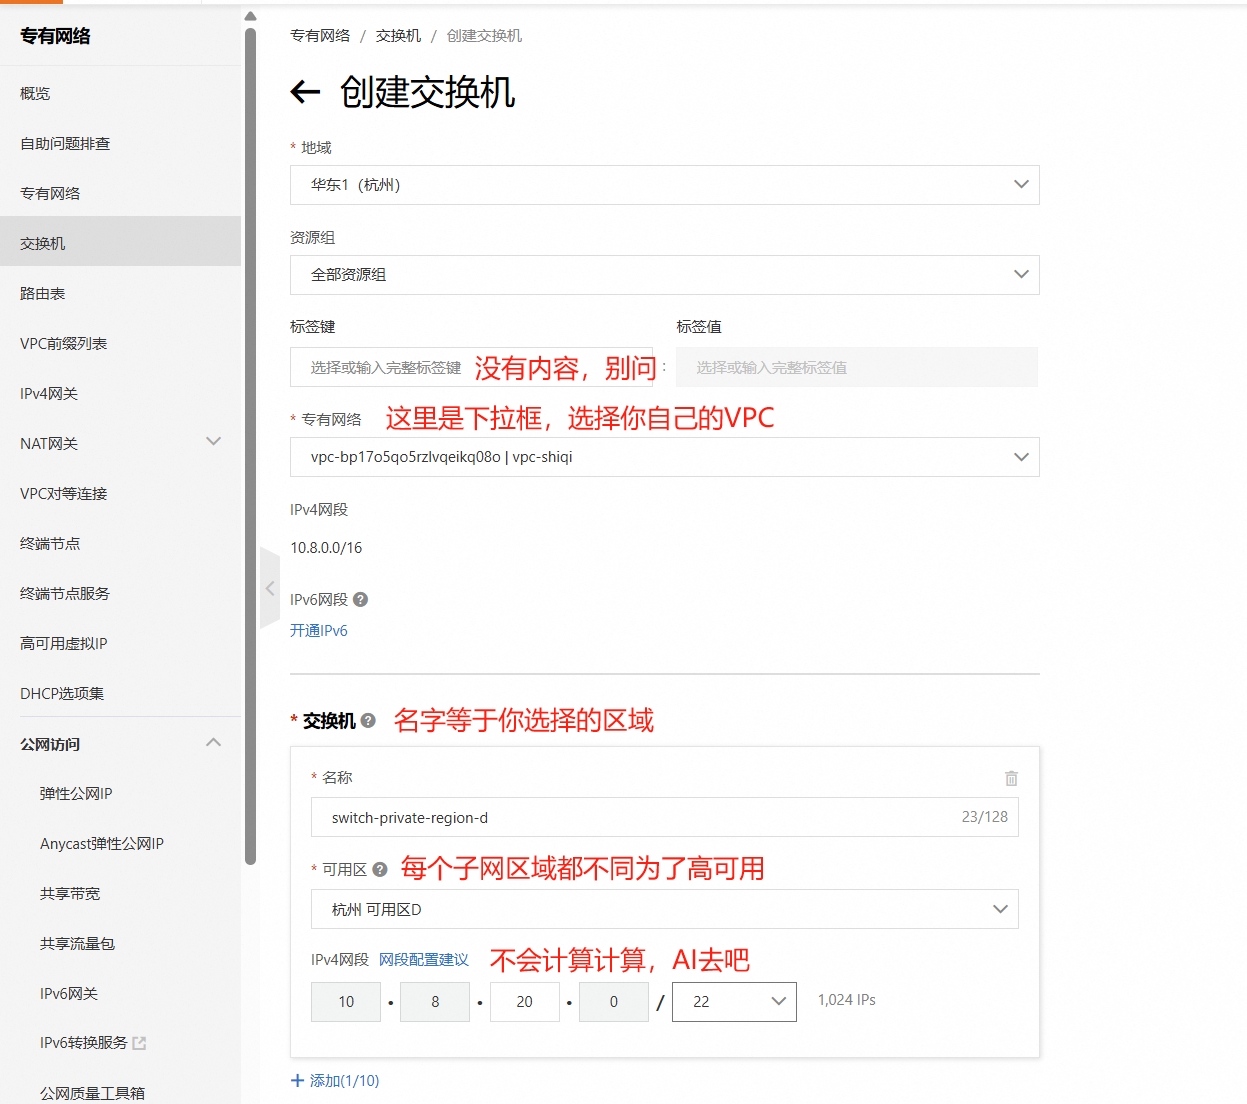 专有网络
概览
自助问题排查
专有网络
交换机
路由表
VPC前缀列表
IPv4网关
NAT网关
VPC对等连接
终端节点
终端节点服务
高可用虚拟IP
DHCP选项集
公网访问
弹性公网IP
Anycast弹性公网IP
共享带宽
共享流量包
IPv6网关
IPv6转换服务
公网质量工具箱
专有网络 / 交换机 / 创建交换机
创建交换机
* 地域
华东1（杭州）
资源组
全部资源组
标签键 标签值
选择或输入完整标签键 没有内容，别问 : 选择或输入完整标签值
* 专有网络 这里是下拉框，选择你自己的VPC
vpc-bp17o5qo5rzlvqeikq08o | vpc-shiqi
IPv4网段
10.8.0.0/16
IPv6网段
开通IPv6
* 交换机 名字等于你选择的区域
* 名称
switch-private-region-d 23/128
* 可用区 每个子网区域都不同为了高可用
杭州 可用区D
IPv4网段 网段配置建议 不会计算计算，AI去吧
10 • 8 • 20 • 0 / 22 1,024 IPs
+ 添加(1/10)